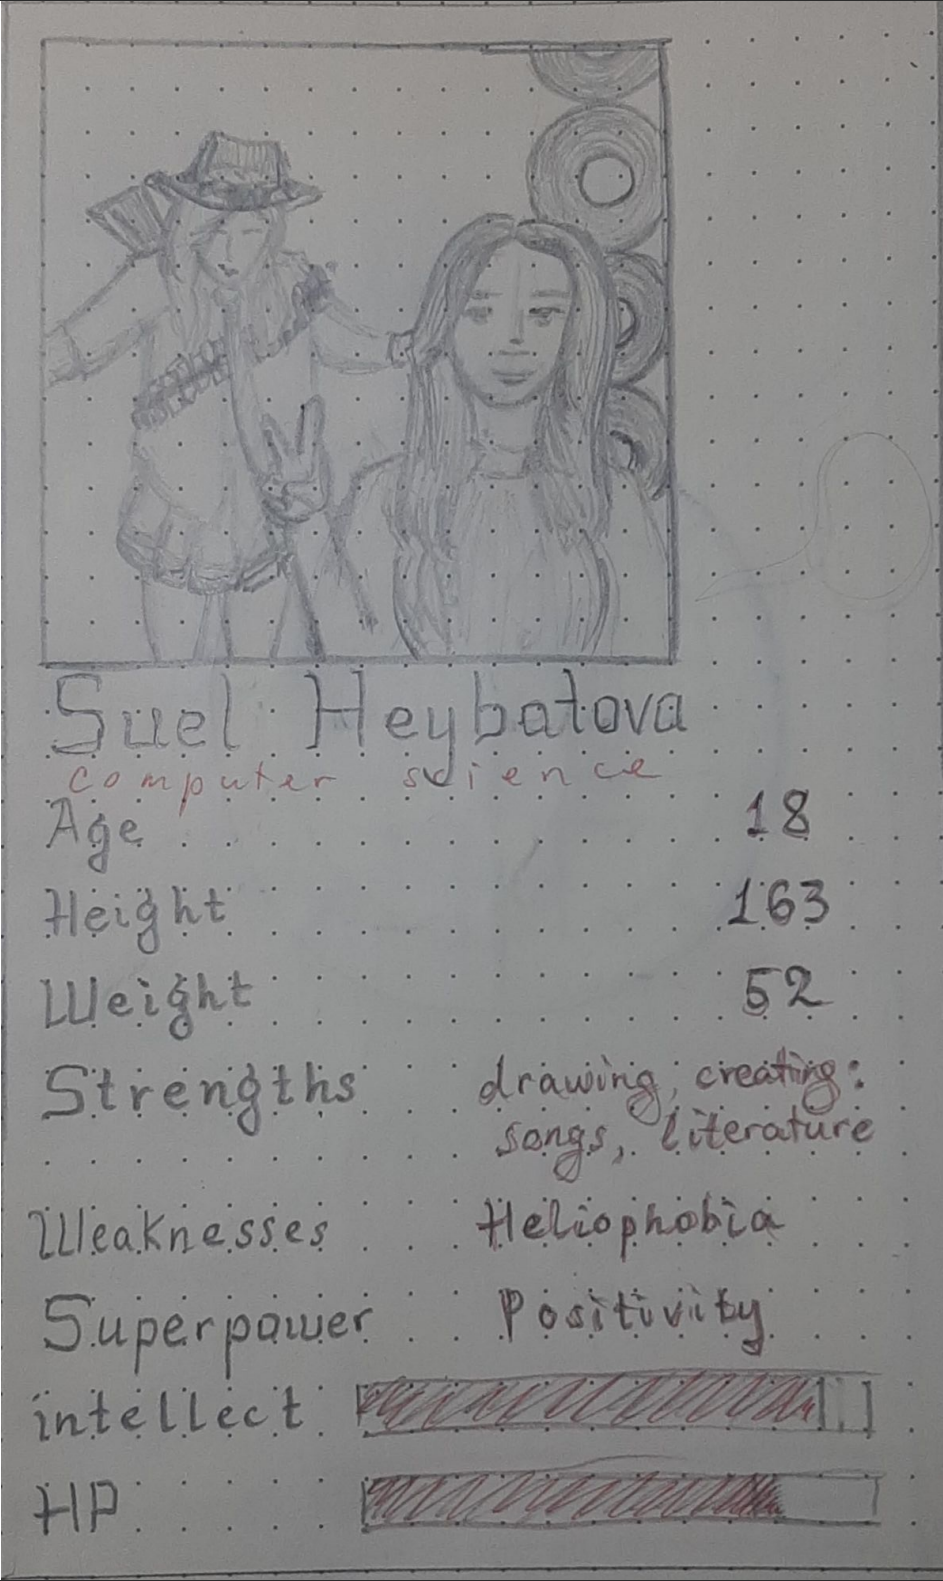 Suel Heybatova
computer science
Age 18
Height 163
Weight 52
Strengths drawing, creating:
songs, literature
Weaknesses Heliophobia
Superpower Positivity
intellect
HP